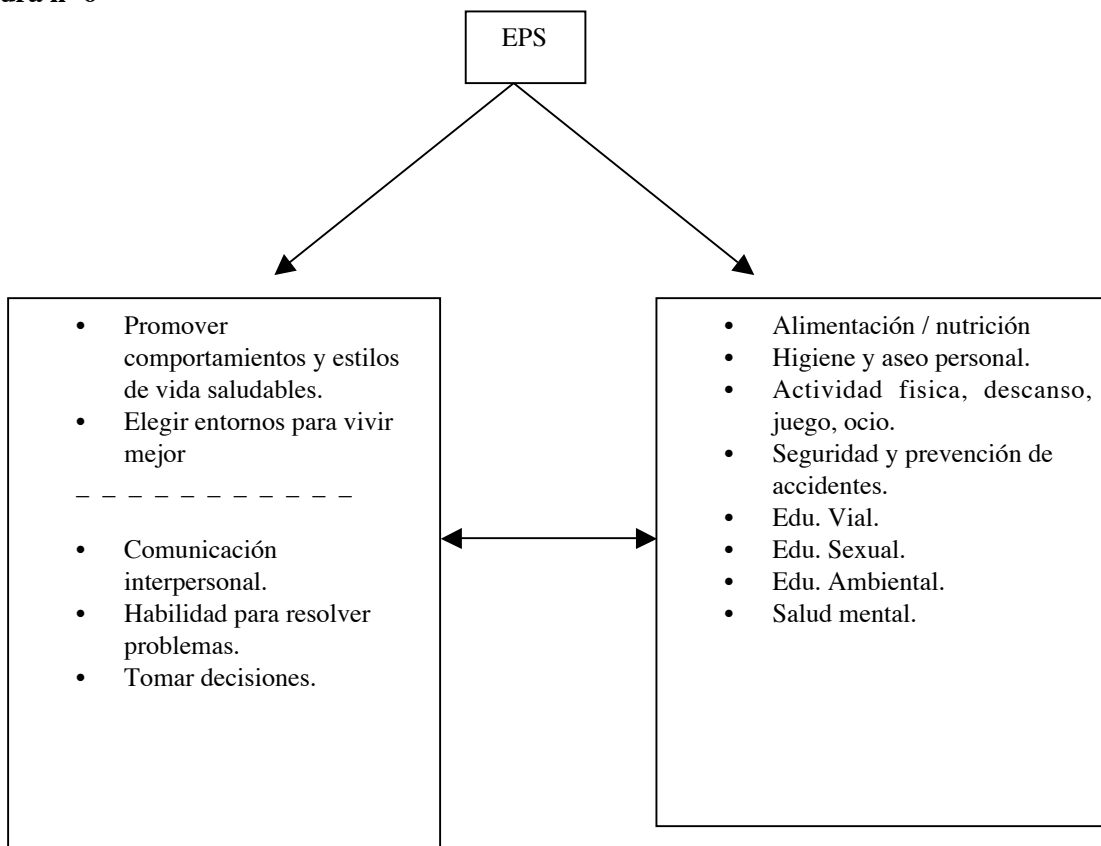 EPS
• Promover
comportamientos y estilos
de vida saludables.
• Elegir entornos para vivir
mejor
– – – – – – – – – – –
• Comunicación
interpersonal.
• Habilidad para resolver
problemas.
• Tomar decisiones.
• Alimentación / nutrición
• Higiene y aseo personal.
• Actividad fisica, descanso,
juego, ocio.
• Seguridad y prevención de
accidentes.
• Edu. Vial.
• Edu. Sexual.
• Edu. Ambiental.
• Salud mental.